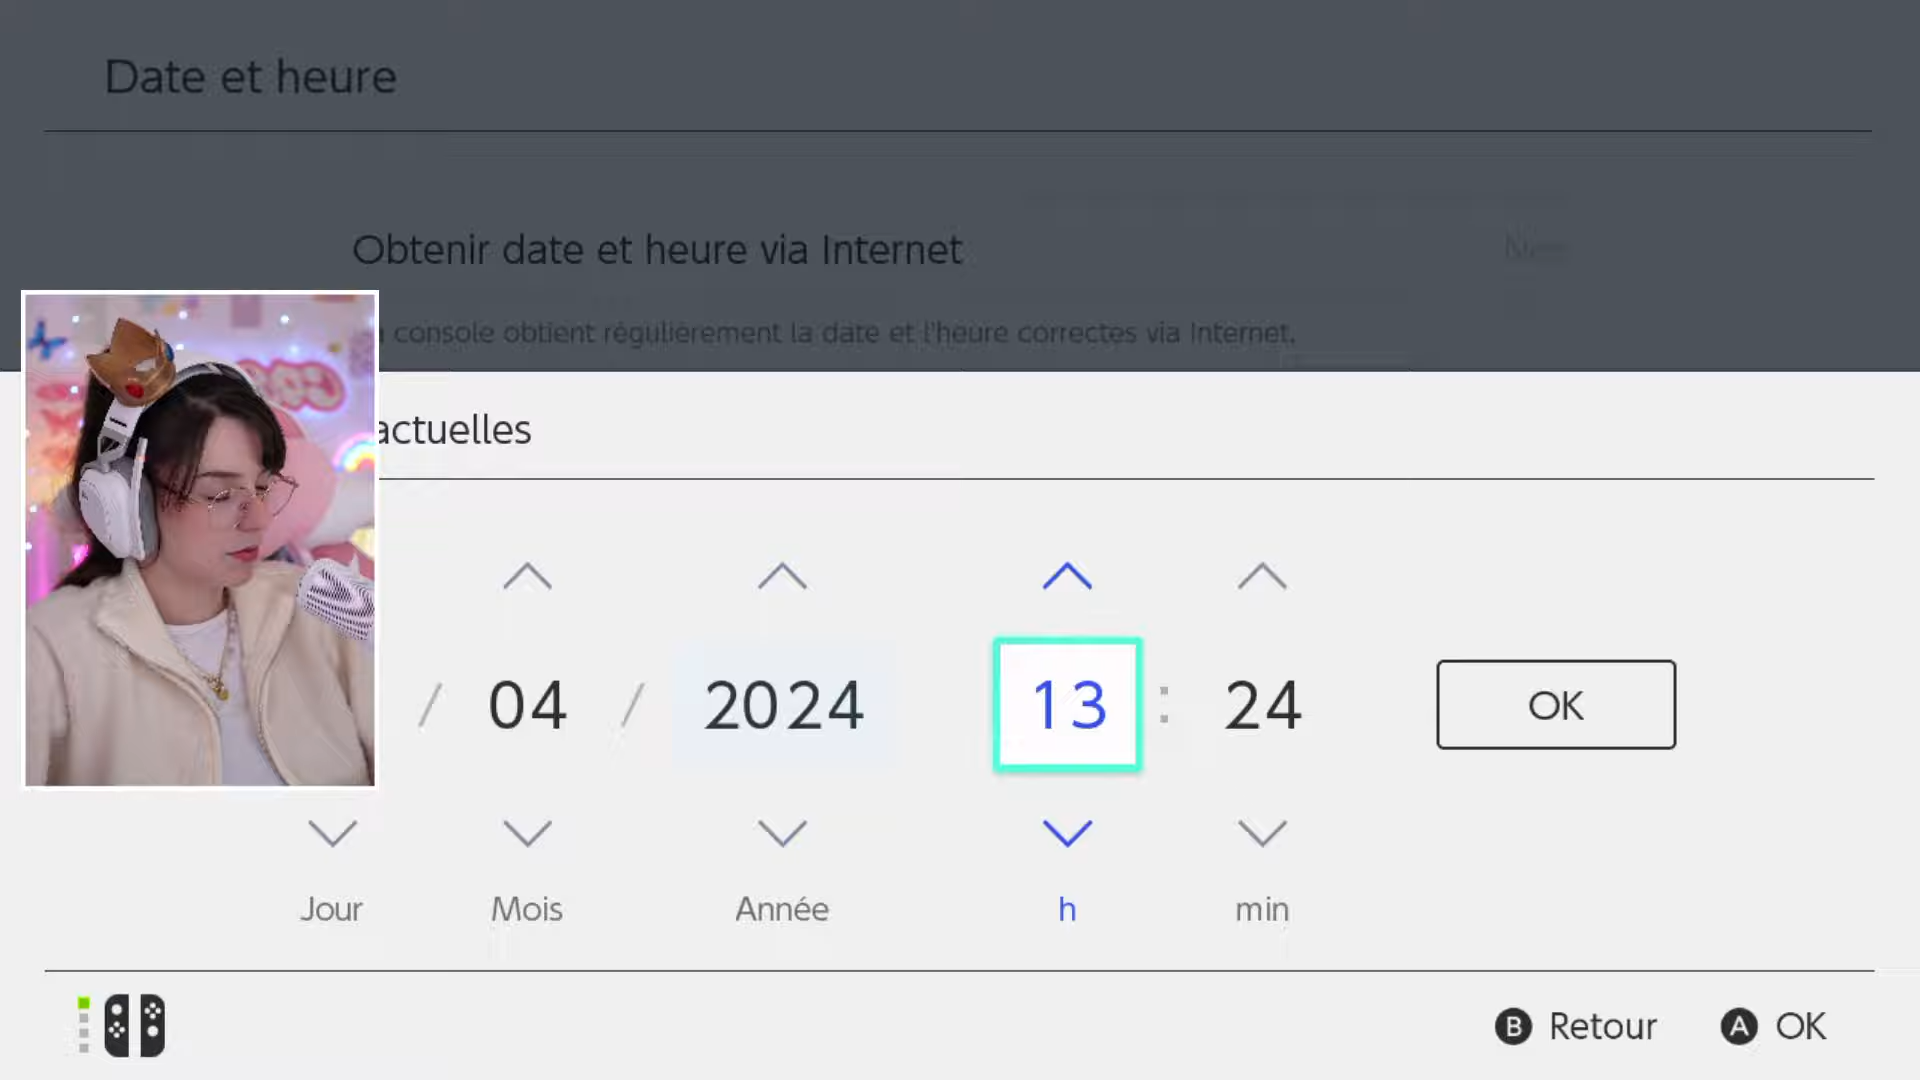 Date et heure
Obtenir date et heure via Internet
console obtient régulièrement la date et l'heure correctes via Internet.
actuelles
/ 04 / 2024 13 : 24 OK
Jour Mois Année h min
B Retour A OK